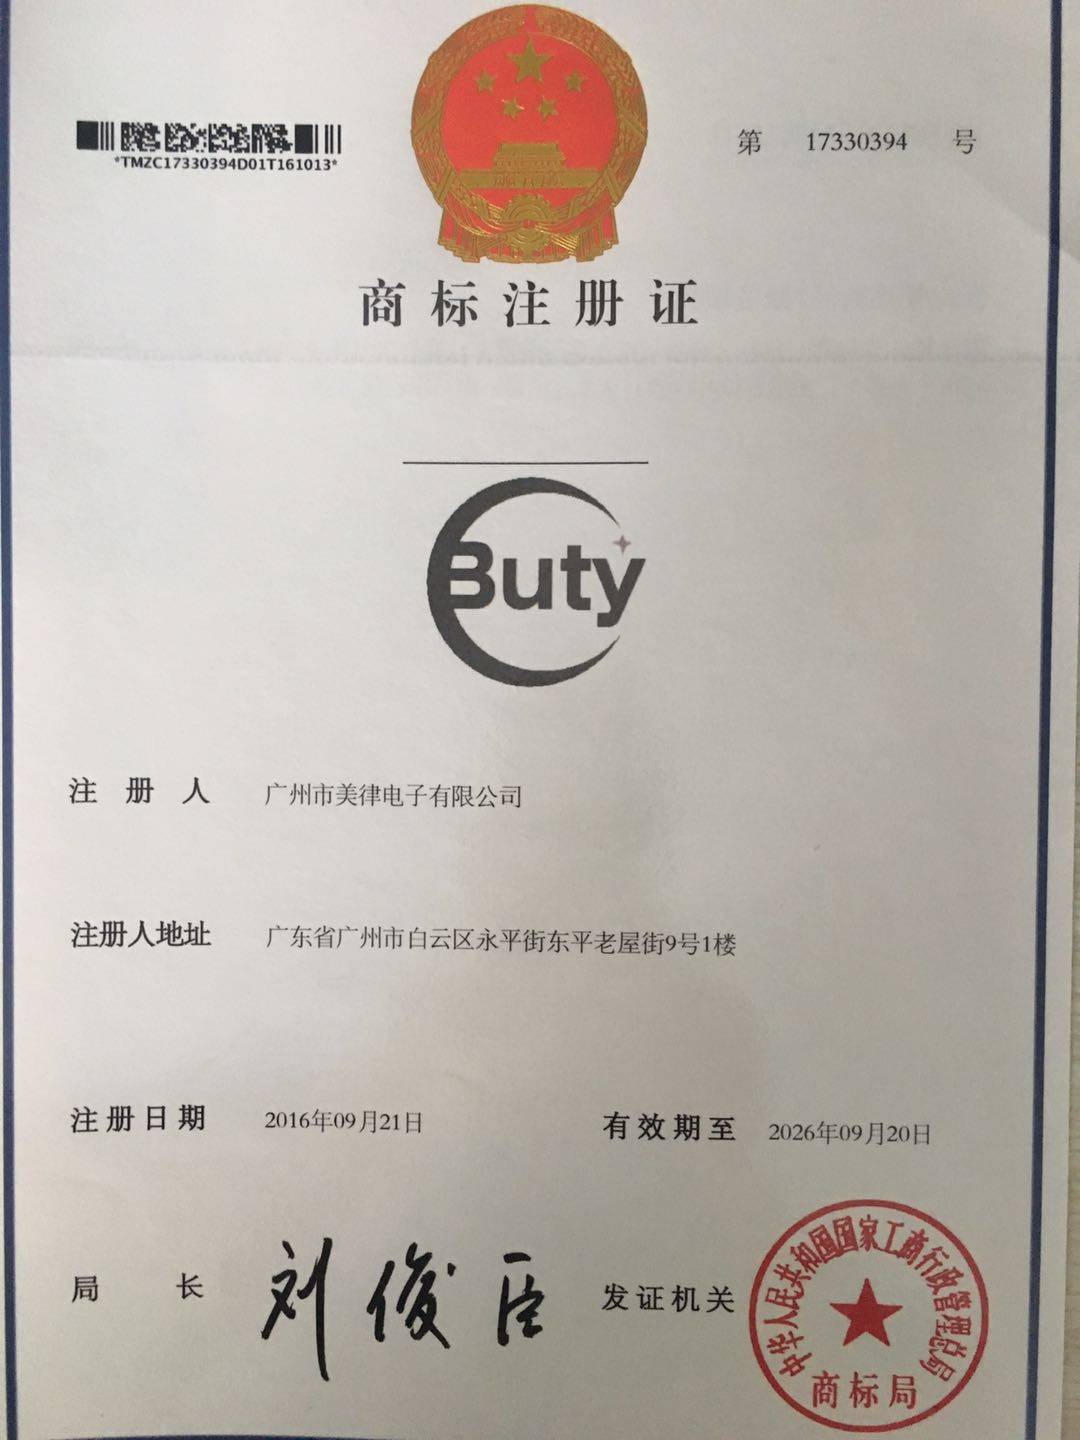 *TMZC17330394D01T161013*
第 17330394 号
商标注册证
Buty
注册人 广州市美律电子有限公司
注册人地址 广东省广州市白云区永平街东平老屋街9号1楼
注册日期 2016年09月21日 有效期至 2026年09月20日
局长 刘俊臣 发证机关
中华人民共和国国家工商行政管理总局
商标局